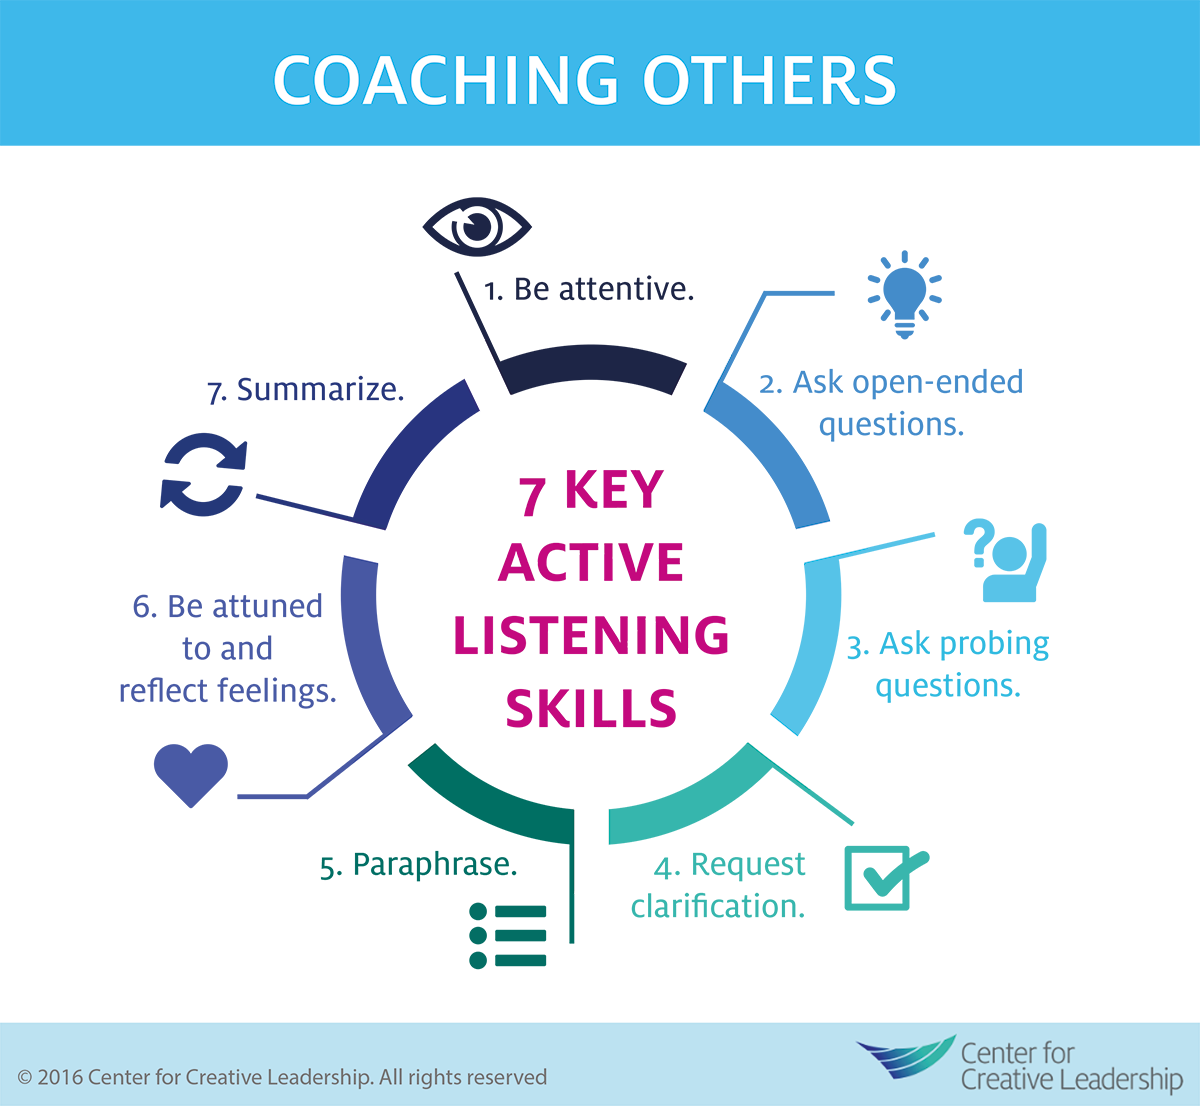 COACHING OTHERS
1. Be attentive.
2. Ask open-ended
questions.
3. Ask probing
questions.
4. Request
clarification.
5. Paraphrase.
6. Be attuned
to and
reflect feelings.
7. Summarize.
7 KEY
ACTIVE
LISTENING
SKILLS
© 2016 Center for Creative Leadership. All rights reserved
Center for
Creative Leadership